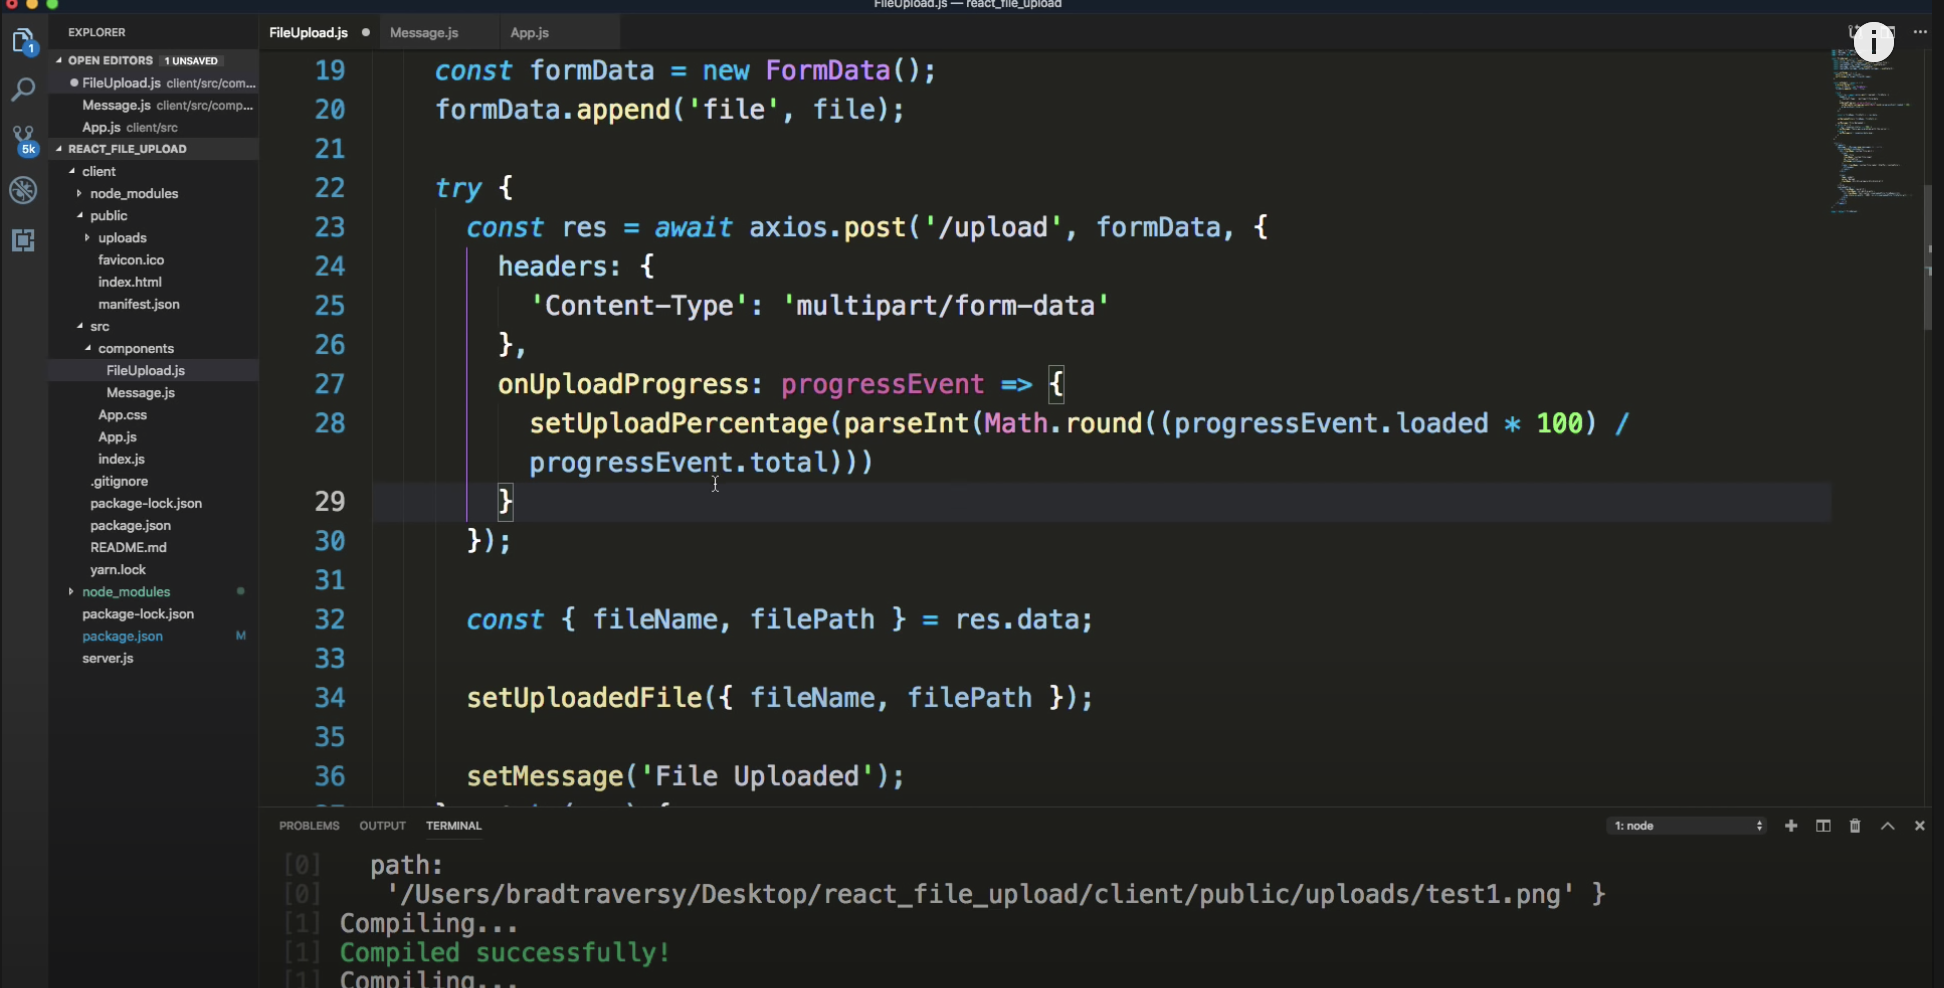 FileUpload.js — react_file_upload
EXPLORER
OPEN EDITORS 1 UNSAVED
FileUpload.js client/src/com...
Message.js client/src/comp...
App.js client/src
REACT_FILE_UPLOAD
client
node_modules
public
uploads
favicon.ico
index.html
manifest.json
src
components
FileUpload.js
Message.js
App.css
App.js
index.js
.gitignore
package-lock.json
package.json
README.md
yarn.lock
node_modules
package-lock.json
package.json M
server.js
1
5k
FileUpload.js Message.js App.js
i
19 const formData = new FormData();
20 formData.append('file', file);
21
22 try {
23 const res = await axios.post('/upload', formData, {
24 headers: {
25 'Content-Type': 'multipart/form-data'
26 },
27 onUploadProgress: progressEvent => {
28 setUploadPercentage(parseInt(Math.round((progressEvent.loaded * 100) /
progressEvent.total)))
29 }
30 });
31
32 const { fileName, filePath } = res.data;
33
34 setUploadedFile({ fileName, filePath });
35
36 setMessage('File Uploaded');
PROBLEMS OUTPUT TERMINAL 1: node
[0] path:
[0] '/Users/bradtraversy/Desktop/react_file_upload/client/public/uploads/test1.png' }
[1] Compiling...
[1] Compiled successfully!
[1] Compiling...